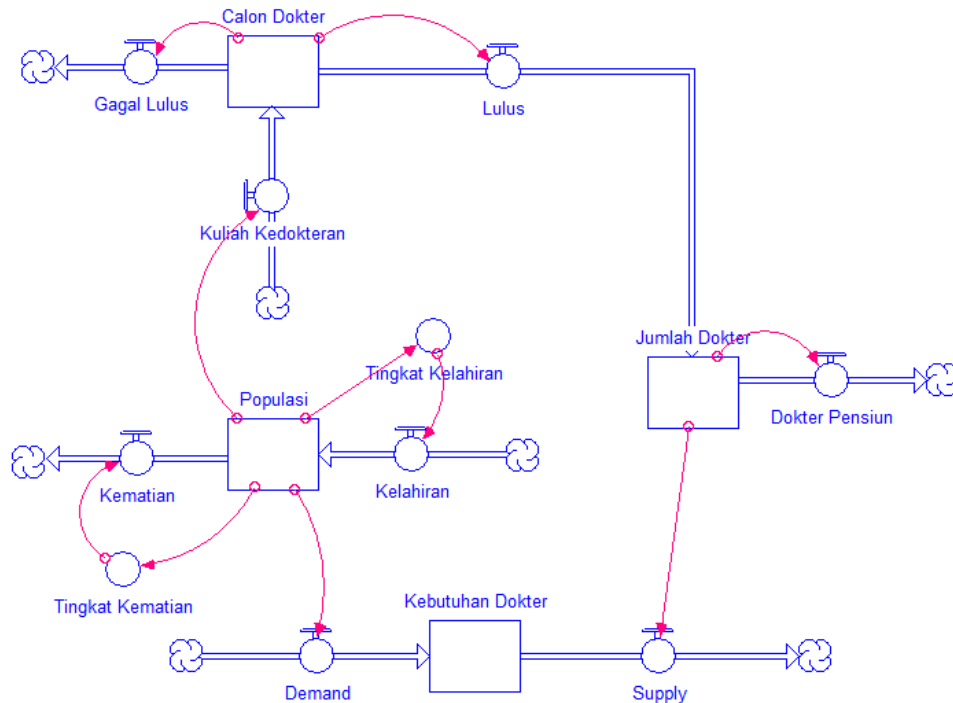 Calon Dokter
Gagal Lulus
Lulus
Kuliah Kedokteran
Jumlah Dokter
Tingkat Kelahiran
Populasi
Dokter Pensiun
Kematian
Kelahiran
Tingkat Kematian
Kebutuhan Dokter
Demand
Supply